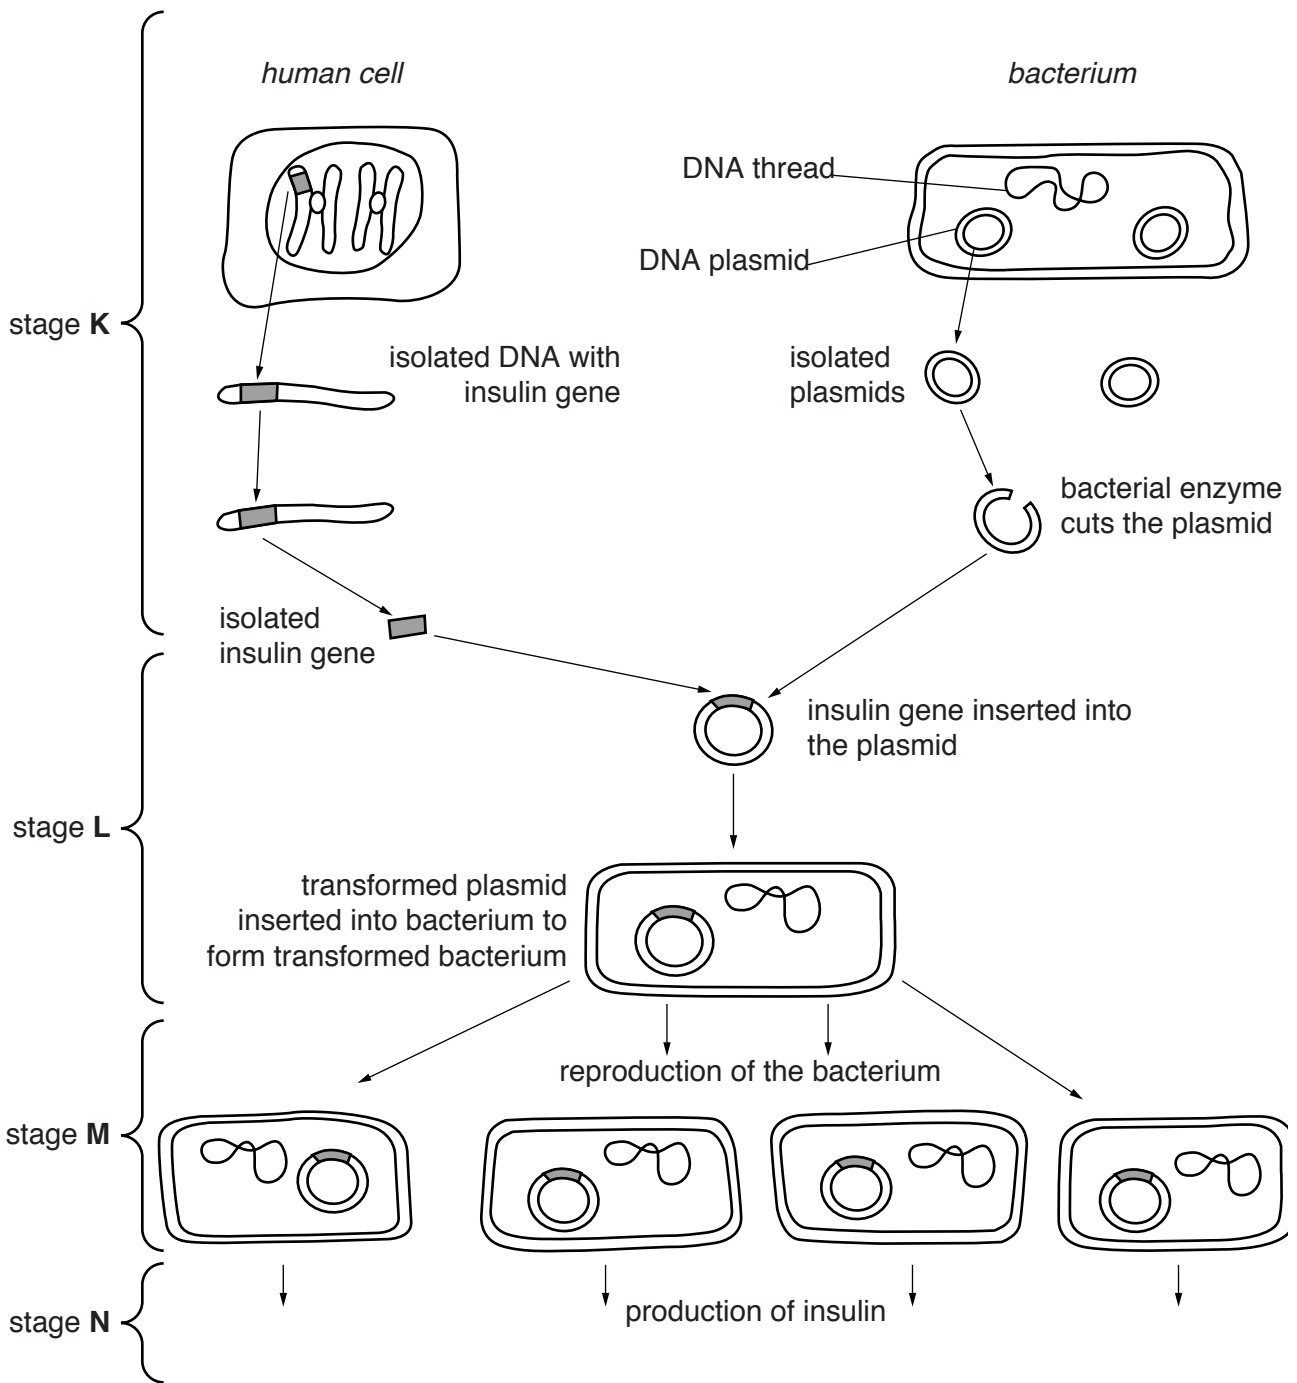 human cell
bacterium
DNA thread
DNA plasmid
stage K
isolated DNA with
insulin gene
isolated
plasmids
bacterial enzyme
cuts the plasmid
isolated
insulin gene
insulin gene inserted into
the plasmid
stage L
transformed plasmid
inserted into bacterium to
form transformed bacterium
reproduction of the bacterium
stage M
production of insulin
stage N